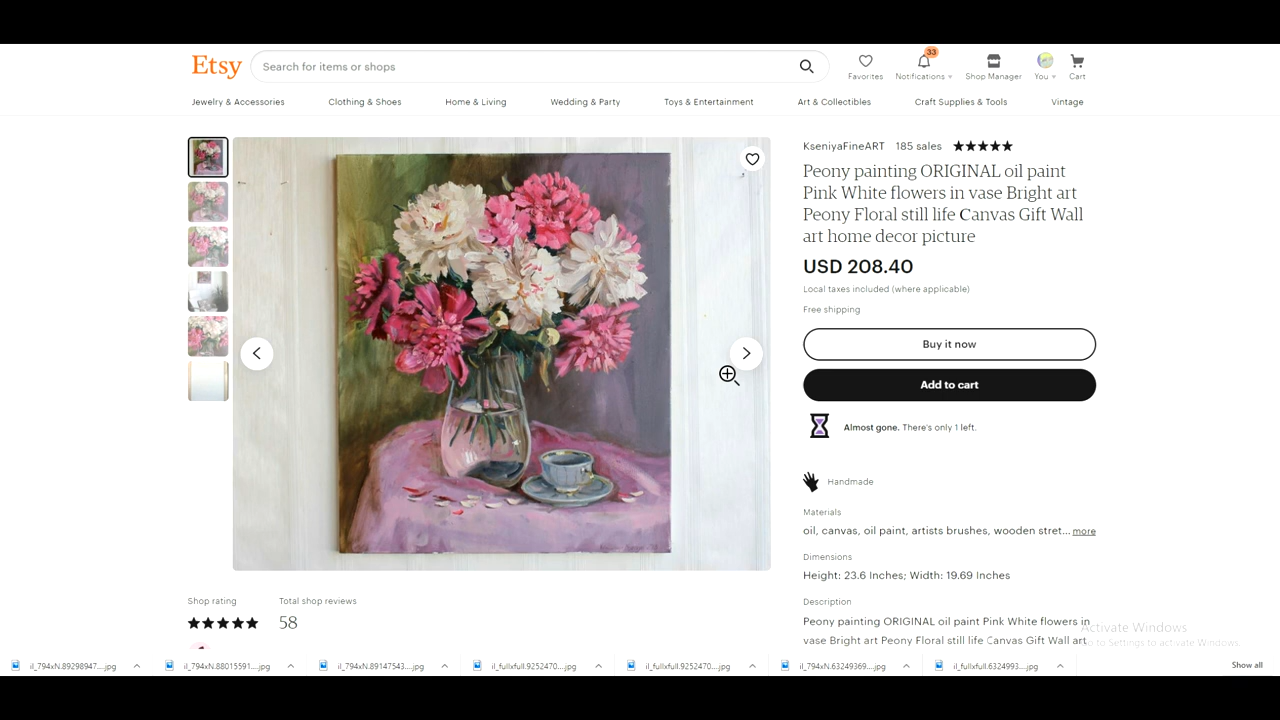 Etsy
Search for items or shops
33
Favorites
Notifications
Shop Manager
You
Cart
Jewelry & Accessories
Clothing & Shoes
Home & Living
Wedding & Party
Toys & Entertainment
Art & Collectibles
Craft Supplies & Tools
Vintage
KseniyaFineART 185 sales
Peony painting ORIGINAL oil paint
Pink White flowers in vase Bright art
Peony Floral still life Canvas Gift Wall
art home decor picture
USD 208.40
Local taxes included (where applicable)
Free shipping
Buy it now
Add to cart
Almost gone. There's only 1 left.
Handmade
Materials
oil, canvas, oil paint, artists brushes, wooden stret... more
Dimensions
Height: 23.6 Inches; Width: 19.69 Inches
Description
Peony painting ORIGINAL oil paint Pink White flowers in
vase Bright art Peony Floral still life Canvas Gift Wall art
Shop rating
Total shop reviews
58
Activate Windows
Go to Settings to activate Windows.
il_794xN.89298947....jpg
il_794xN.88015591....jpg
il_794xN.89147543....jpg
il_fullxfull.9252470....jpg
il_fullxfull.9252470....jpg
il_794xN.63249369....jpg
il_fullxfull.6324993....jpg
Show all